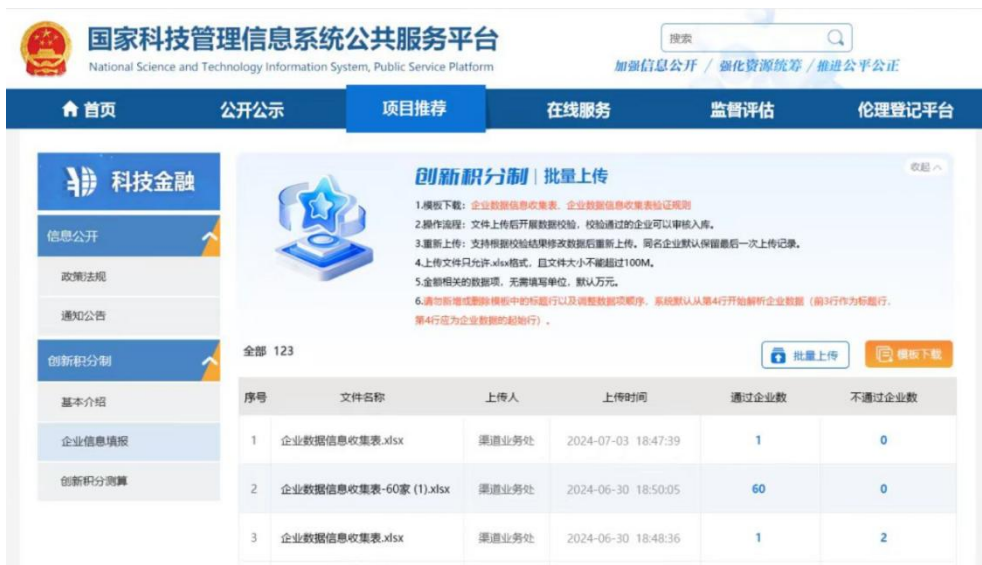 国家科技管理信息系统公共服务平台
National Science and Technology Information System, Public Service Platform
搜索
加强信息公开 / 强化资源统筹 / 推进公平公正
首页 公开公示 项目推荐 在线服务 监督评估 伦理登记平台
科技金融
信息公开
政策法规
通知公告
创新积分制
基本介绍
企业信息填报
创新积分测算
创新积分制 | 批量上传
收起
1.模板下载：企业数据信息收集表、企业数据信息收集表验证规则
2.操作流程：文件上传后开展数据校验，校验通过的企业可以审核入库。
3.重新上传：支持根据校验结果修改数据后重新上传。同名企业默认保留最后一次上传记录。
4.上传文件只允许.xlsx格式，且文件大小不能超过100M。
5.金额相关的数据项，无需填写单位，默认万元。
6.请勿新增或删除模板中的标题行以及调整数据项顺序，系统默认从第4行开始解析企业数据（前3行作为标题行，
第4行应为企业数据的起始行）。
全部 123
批量上传 模板下载
序号 文件名称 上传人 上传时间 通过企业数 不通过企业数
1 企业数据信息收集表.xlsx 渠道业务处 2024-07-03 18:47:39 1 0
2 企业数据信息收集表-60家 (1).xlsx 渠道业务处 2024-06-30 18:50:05 60 0
3 企业数据信息收集表.xlsx 渠道业务处 2024-06-30 18:48:36 1 2